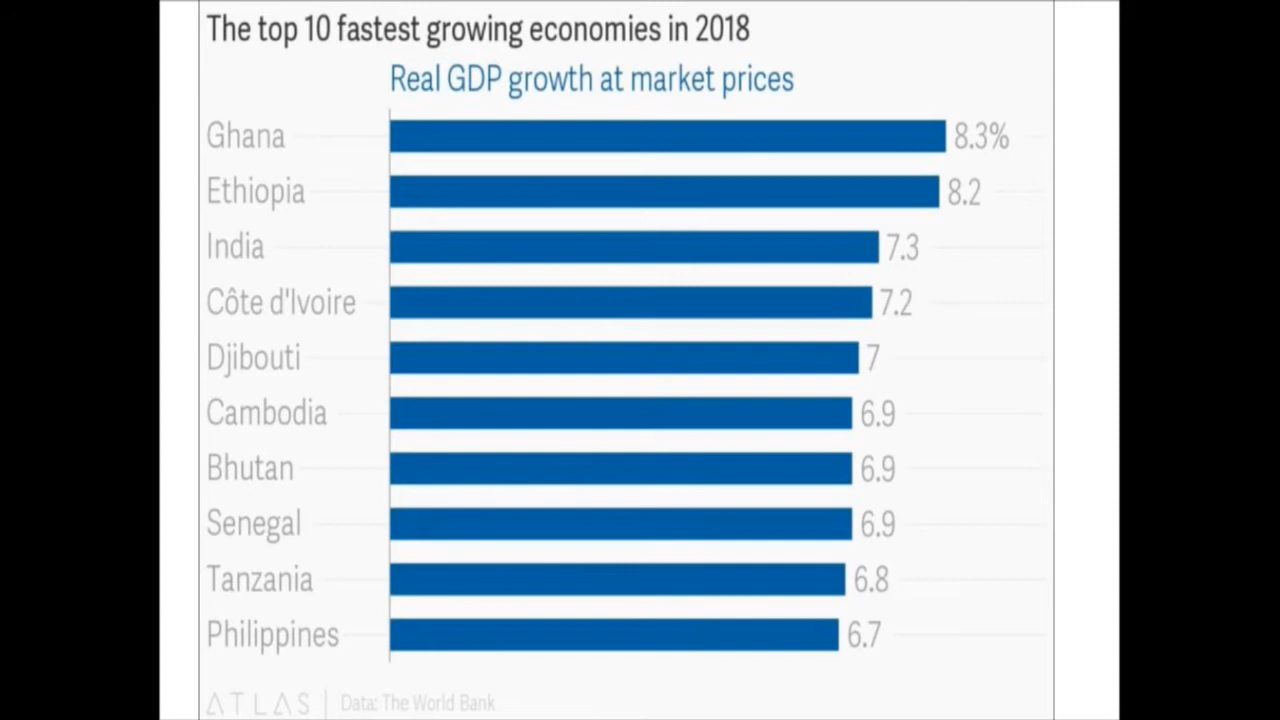 The top 10 fastest growing economies in 2018
Real GDP growth at market prices
Ghana 8.3%
Ethiopia 8.2
India 7.3
Côte d'Ivoire 7.2
Djibouti 7
Cambodia 6.9
Bhutan 6.9
Senegal 6.9
Tanzania 6.8
Philippines 6.7
ATLAS | Data: The World Bank